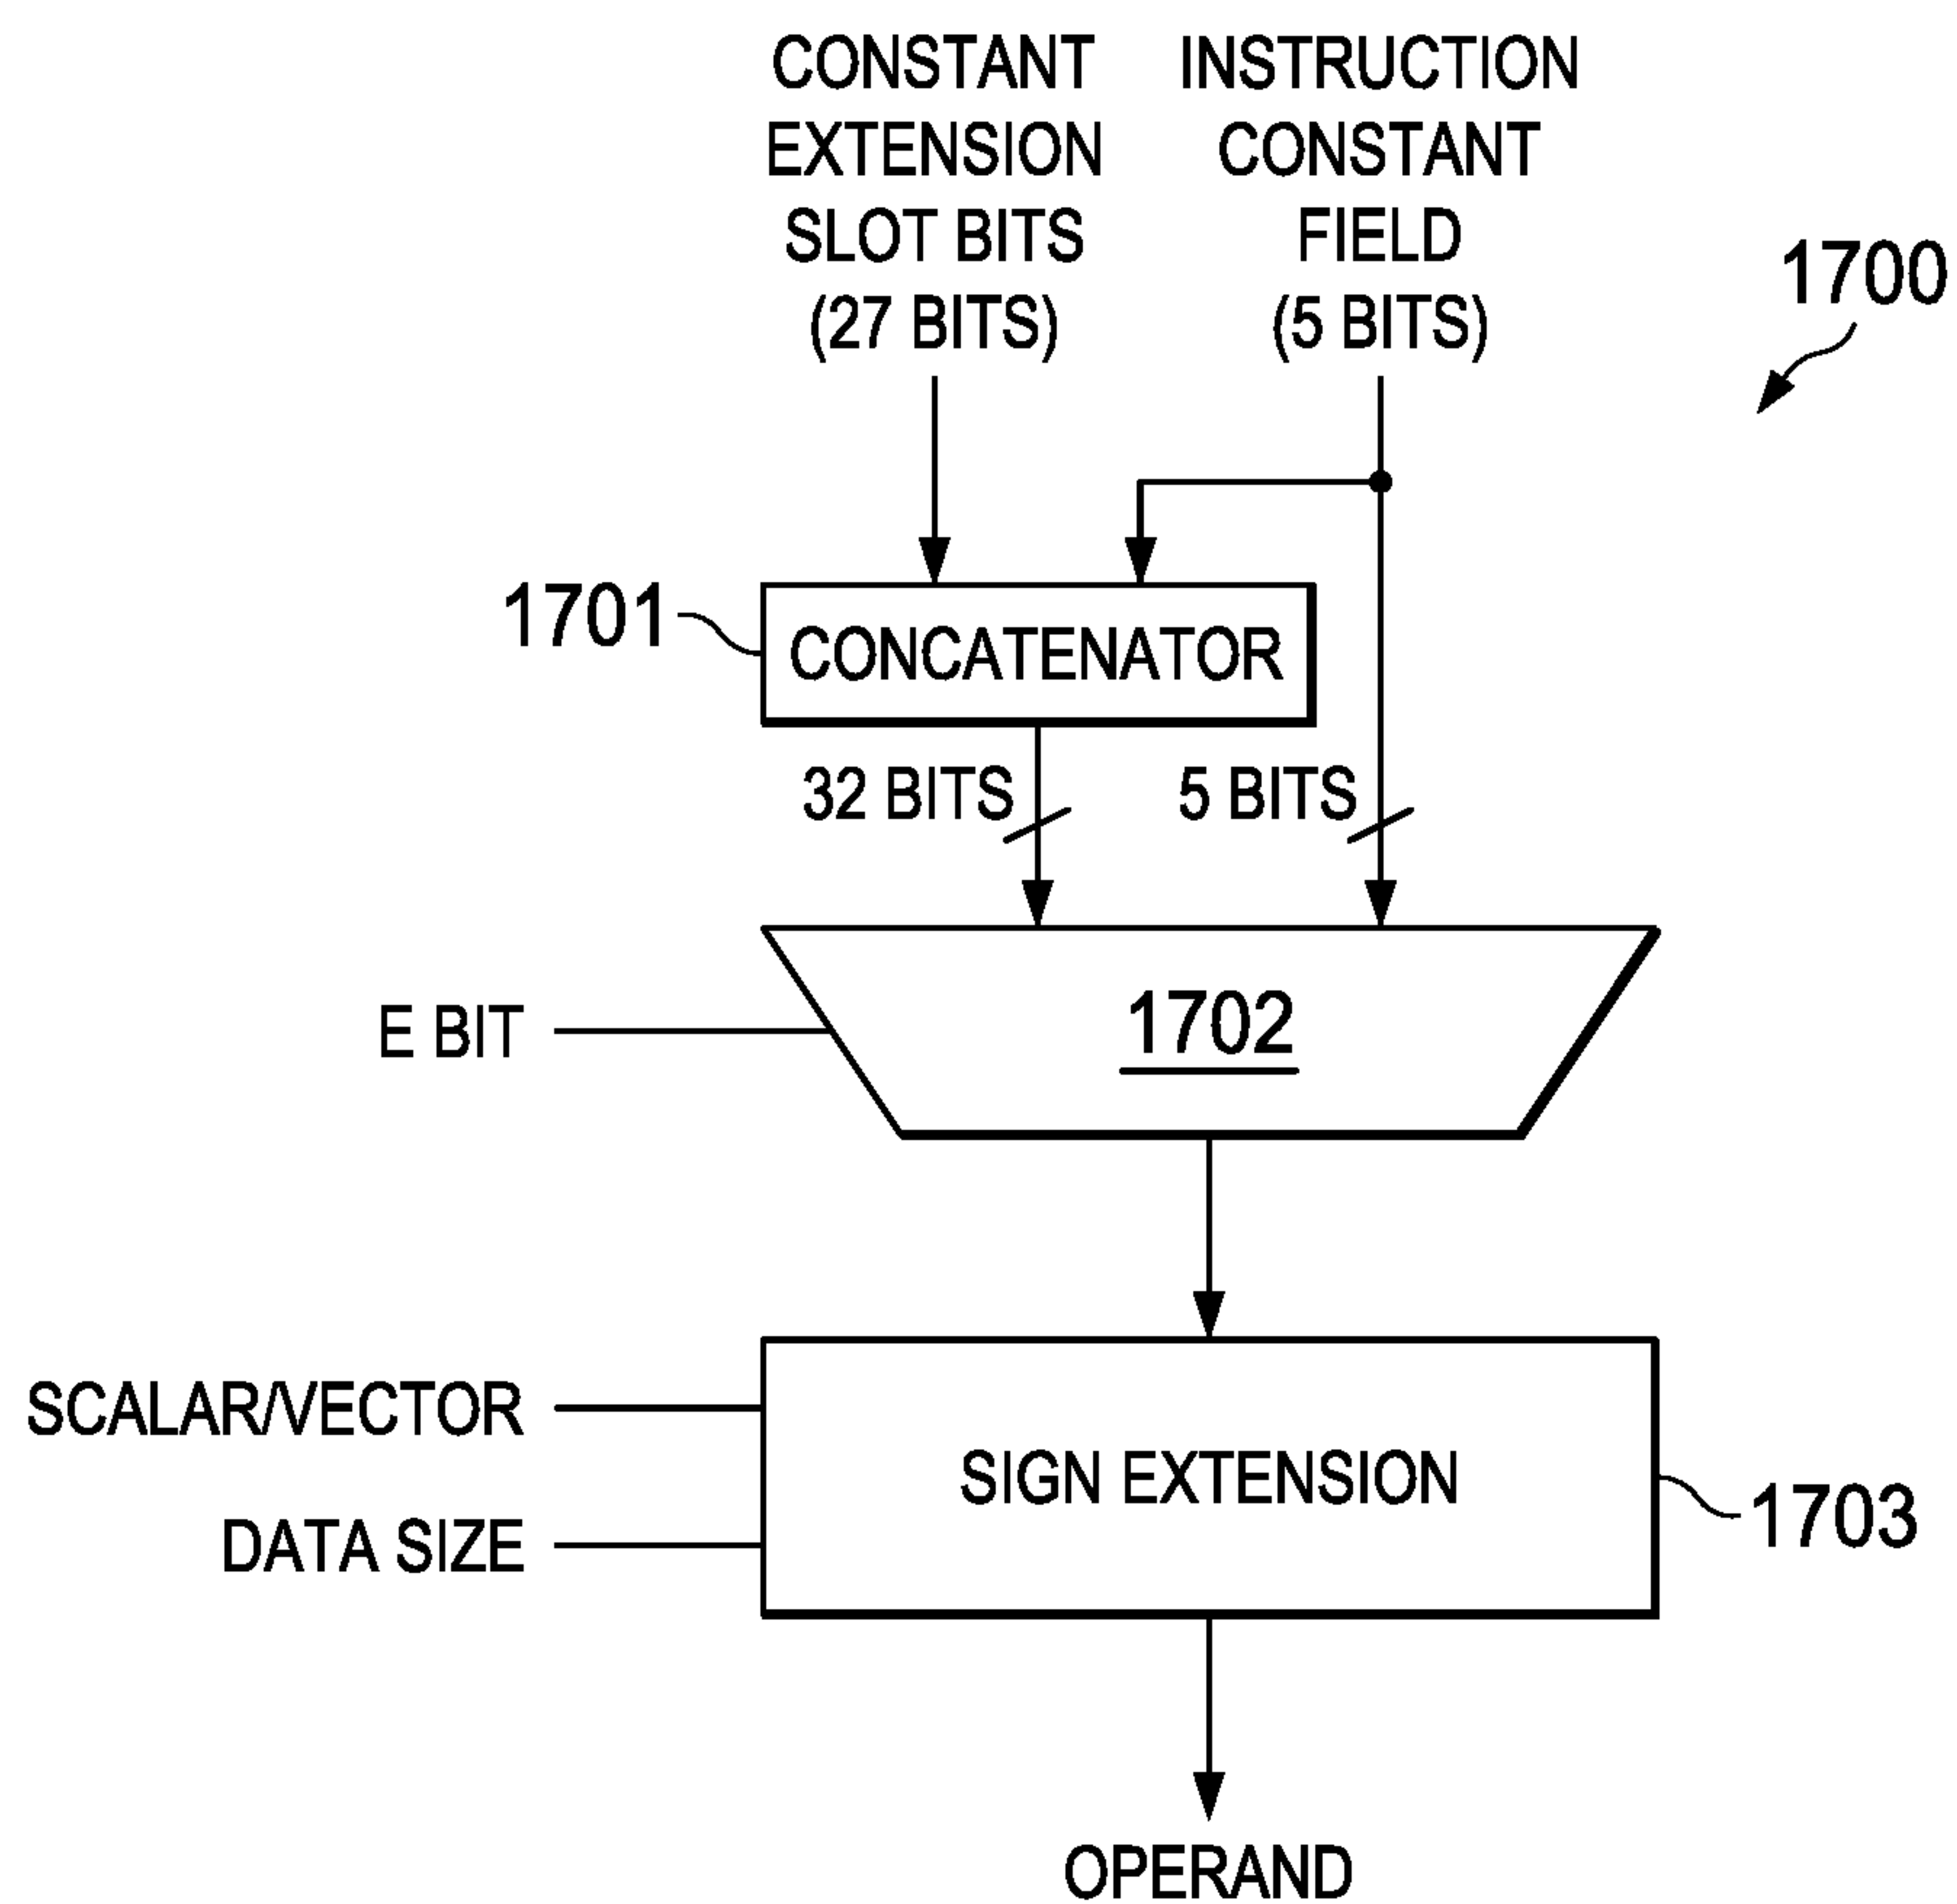 CONSTANT
EXTENSION
SLOT BITS
(27 BITS)
INSTRUCTION
CONSTANT
FIELD
(5 BITS)
1700
1701
CONCATENATOR
32 BITS
5 BITS
E BIT
1702
SCALAR/VECTOR
DATA SIZE
SIGN EXTENSION
1703
OPERAND